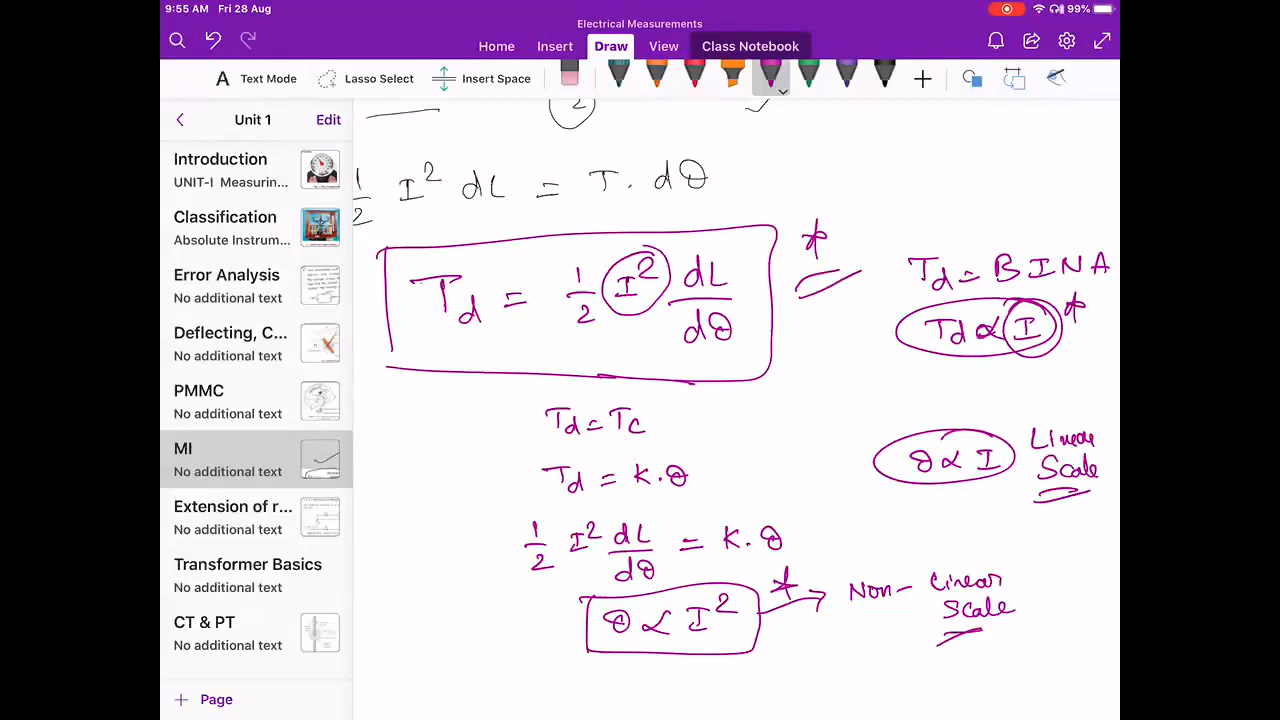 9:55 AM Fri 28 Aug
99%
Electrical Measurements
Home Insert Draw View Class Notebook
A Text Mode Lasso Select Insert Space
Unit 1 Edit
Introduction
UNIT-I Measurin...
Classification
Absolute Instrum...
Error Analysis
No additional text
Deflecting, C...
No additional text
PMMC
No additional text
MI
No additional text
Extension of r...
No additional text
Transformer Basics
No additional text
CT & PT
No additional text
+ Page
2
1/2 I² dL = T. dθ
Td = 1/2 I² dL/dθ *
Td = Tc
Td = K.θ
1/2 I² dL/dθ = K.θ
θ ∝ I² * → Non-Linear Scale
Td = BINA
Td ∝ I *
θ ∝ I Linear Scale